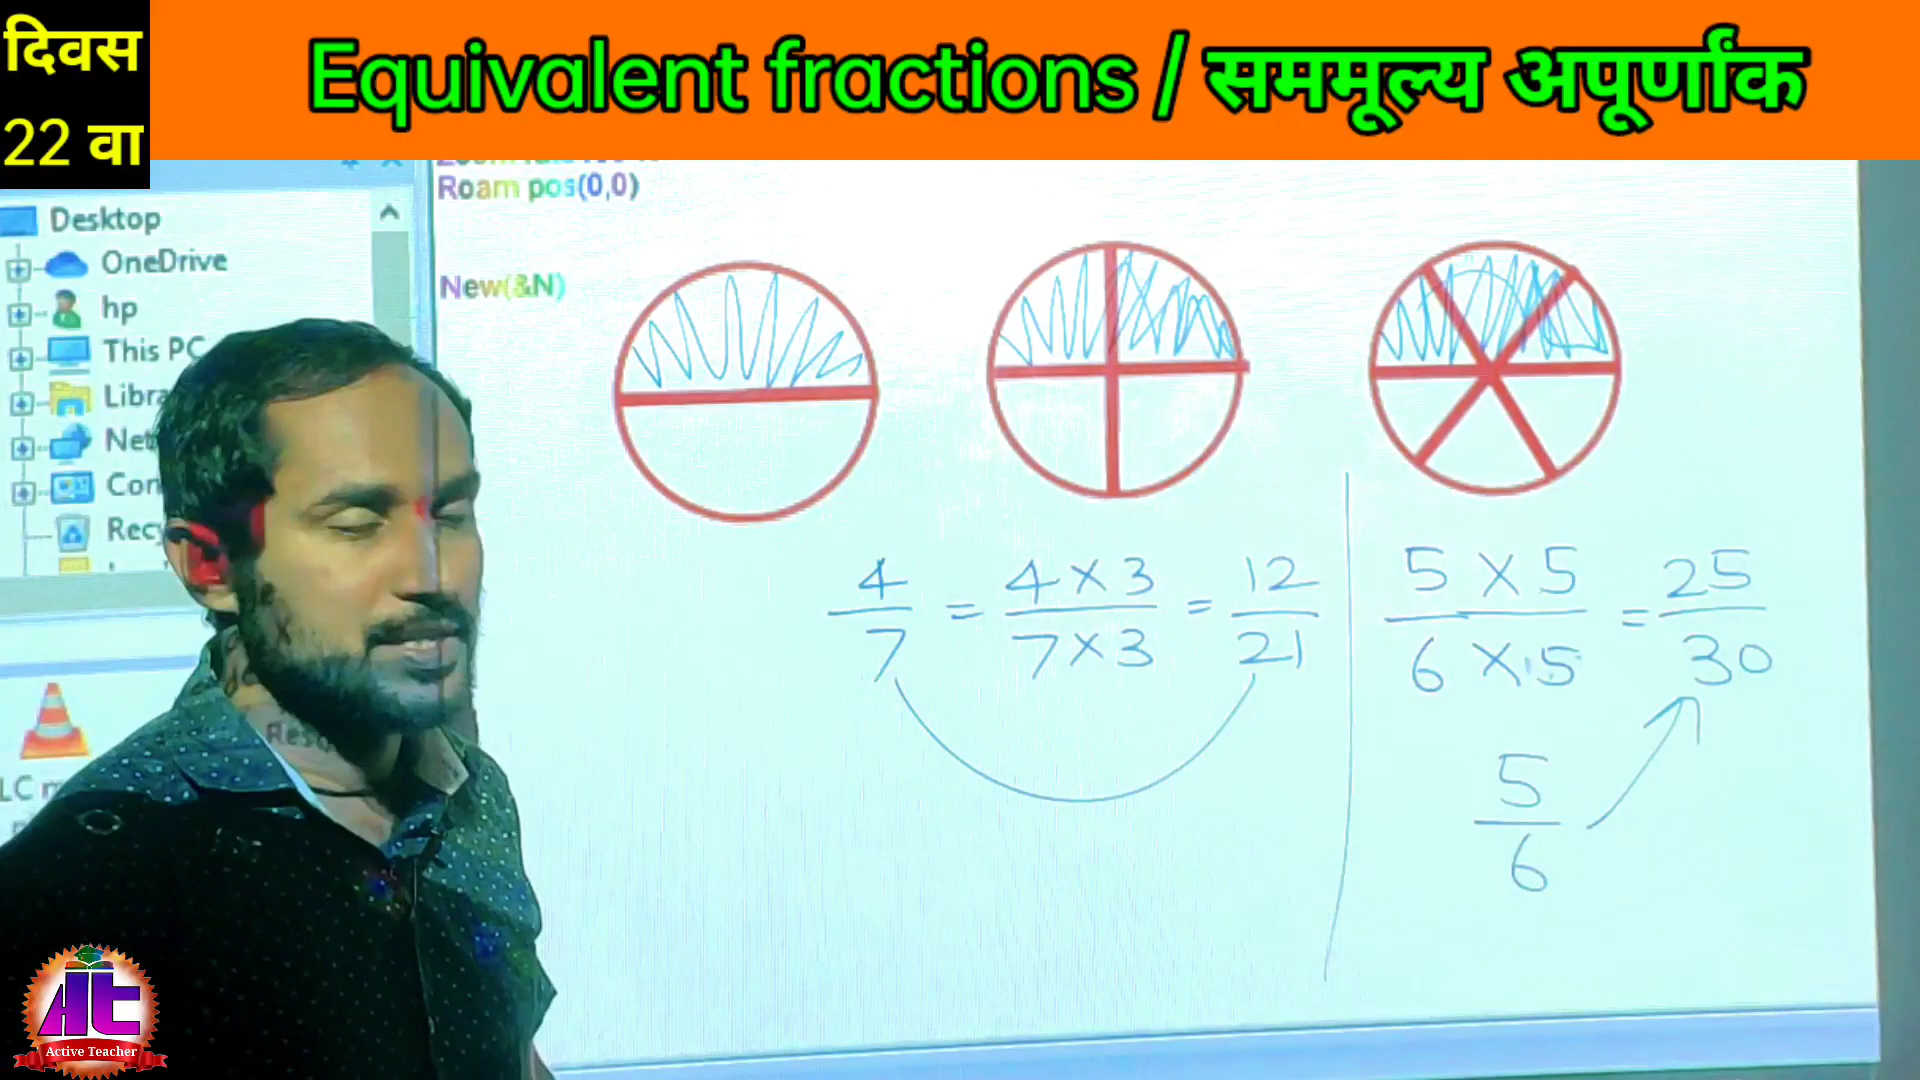 दिवस
22 वा
Equivalent fractions / सममूल्य अपूर्णांक
Roam pos(0,0)
New(&N)
Desktop
OneDrive
hp
This PC
4/7 = 4 X 3/7 X 3 = 12/21
5 X 5/6 X 5 = 25/30
5/6
Active Teacher